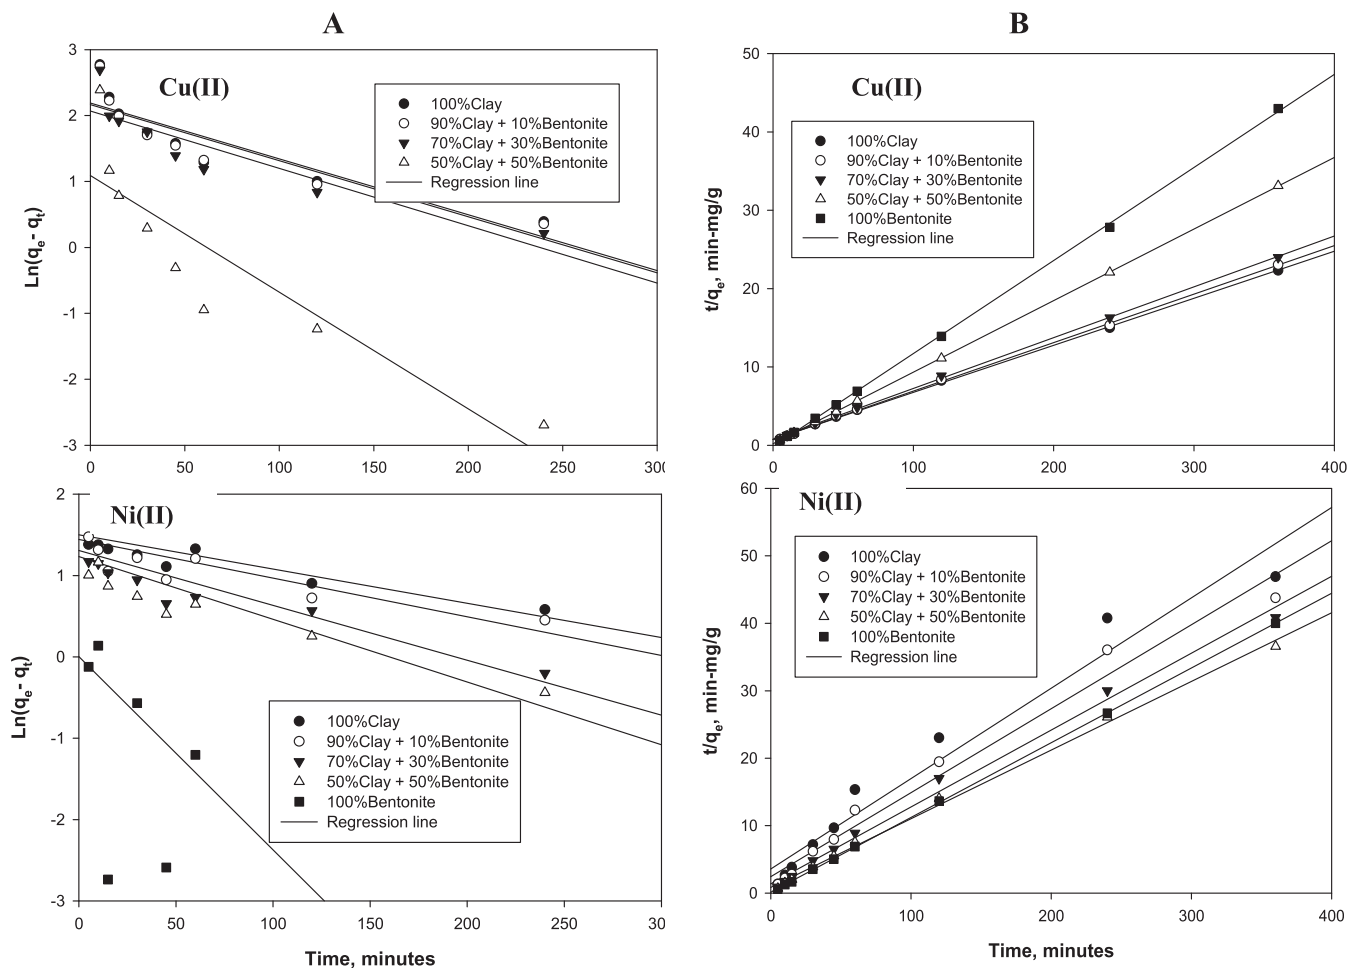 A
B
Cu(II)
3
2
1
0
-1
-2
-3
0
50
100
150
200
250
300
Ln(qe- qt)
100%Clay
90%Clay + 10%Bentonite
70%Clay + 30%Bentonite
50%Clay + 50%Bentonite
Regression line
Cu(II)
50
40
30
20
10
0
0
100
200
300
400
t/qe, min-mg/g
100%Clay
90%Clay + 10%Bentonite
70%Clay + 30%Bentonite
50%Clay + 50%Bentonite
100%Bentonite
Regression line
Ni(II)
2
1
0
-1
-2
-3
0
50
100
150
200
250
30
Ln(qe- qt)
100%Clay
90%Clay + 10%Bentonite
70%Clay + 30%Bentonite
50%Clay + 50%Bentonite
100%Bentonite
Regression line
Time, minutes
Ni(II)
60
50
40
30
20
10
0
0
100
200
300
400
t/qe, min-mg/g
100%Clay
90%Clay + 10%Bentonite
70%Clay + 30%Bentonite
50%Clay + 50%Bentonite
100%Bentonite
Regression line
Time, minutes